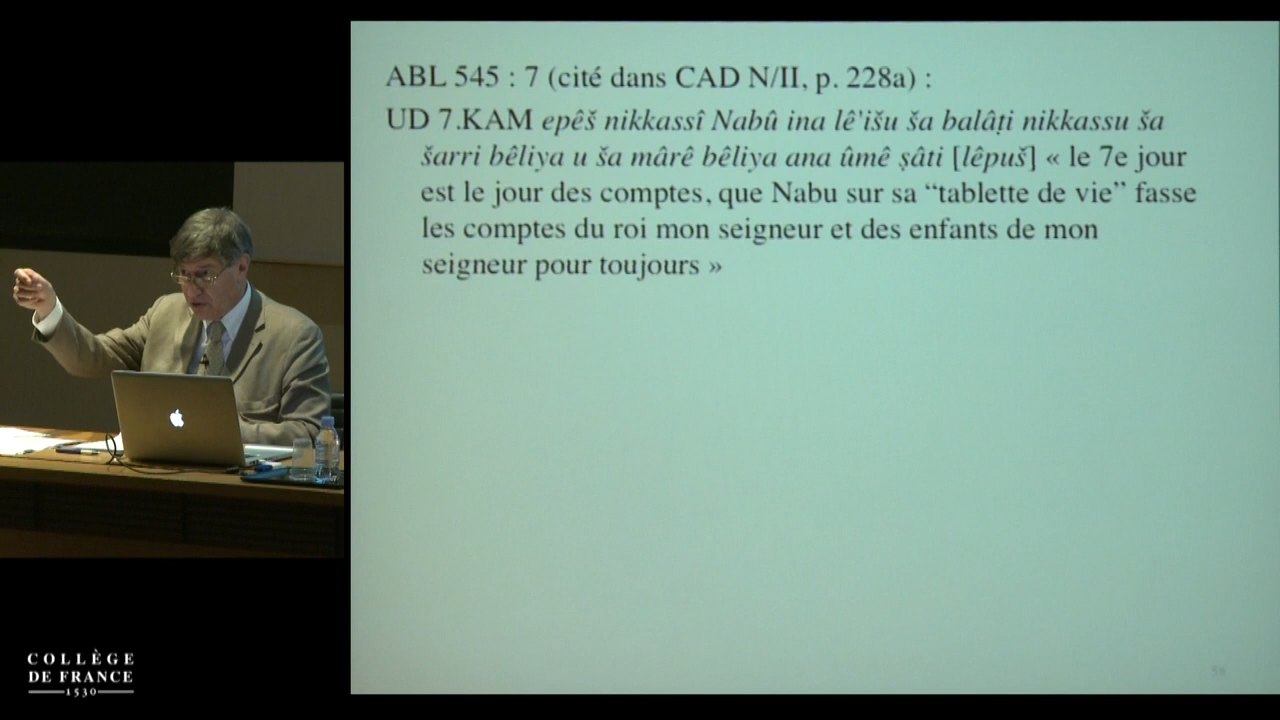 ABL 545 : 7 (cité dans CAD N/II, p. 228a) :
UD 7.KAM epêš nikkassî Nabû ina lê'išu ša balâṭi nikkassu ša
šarri bêliya u ša mârê bêliya ana ûmê ṣâti [lêpuš] « le 7e jour
est le jour des comptes, que Nabu sur sa “tablette de vie” fasse
les comptes du roi mon seigneur et des enfants de mon
seigneur pour toujours »
COLLÈGE
DE FRANCE
1530